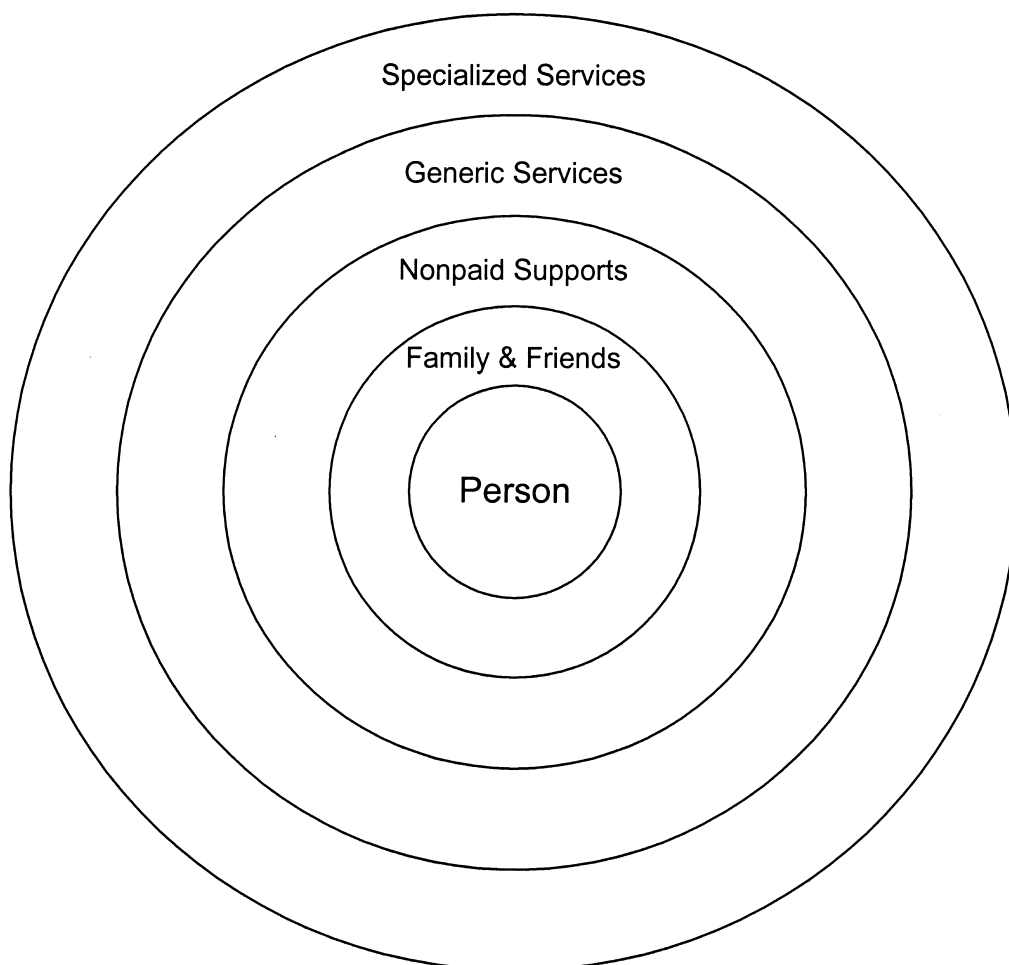 Specialized Services
Generic Services
Nonpaid Supports
Family & Friends
Person